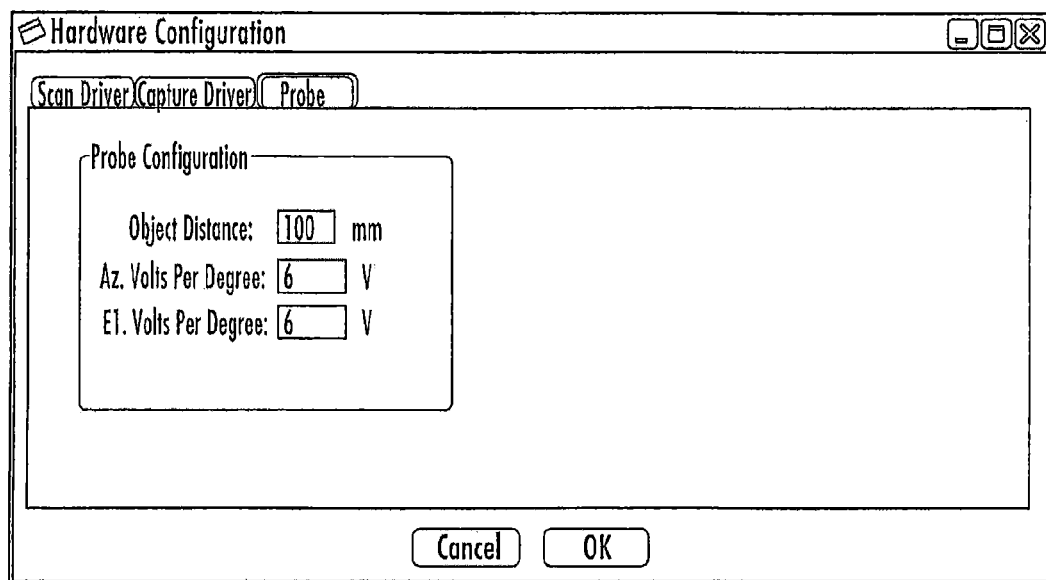 Hardware Configuration
Scan Driver Capture Driver Probe
Probe Configuration
Object Distance: 100 mm
Az. Volts Per Degree: 6 V
E1. Volts Per Degree: 6 V
Cancel OK